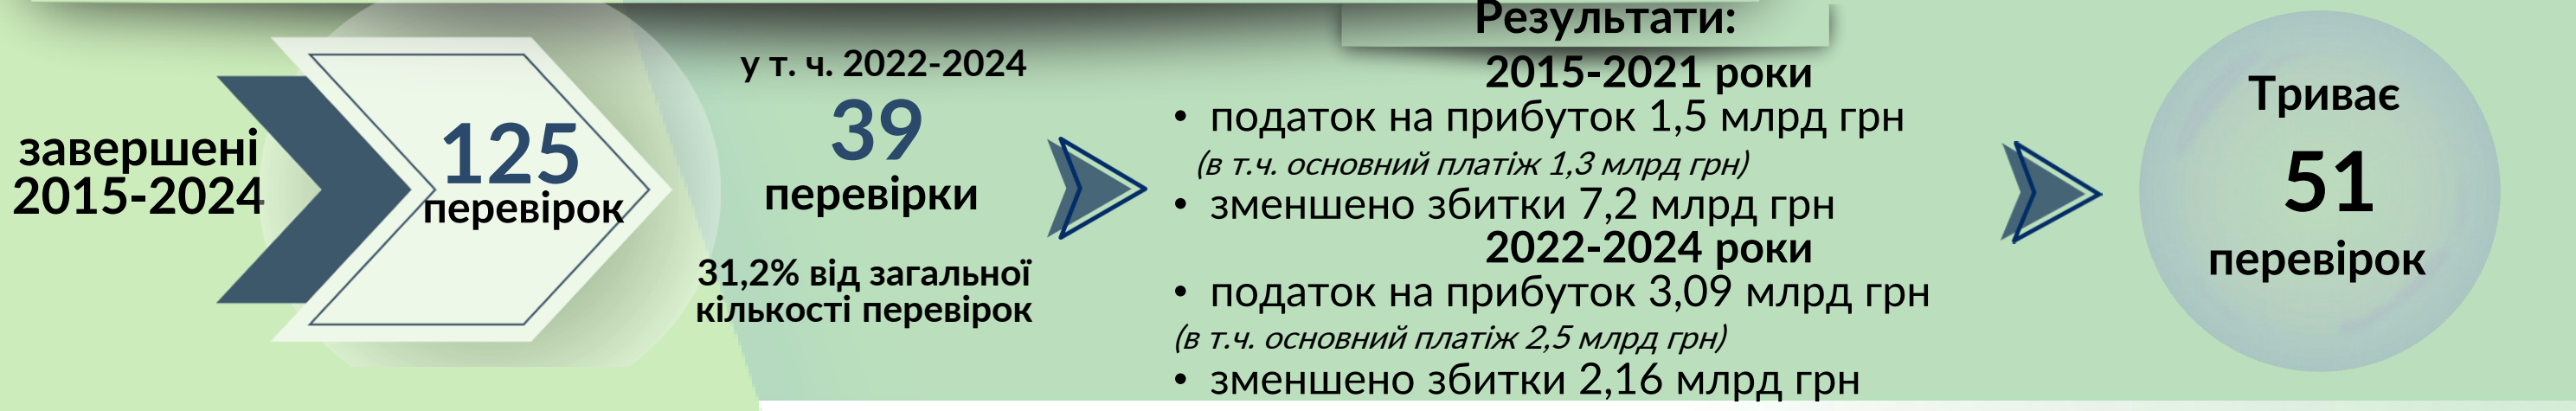 завершені
2015-2024
125
перевірок
у т. ч. 2022-2024
39
перевірки
31,2% від загальної
кількості перевірок
Результати:
2015-2021 роки
• податок на прибуток 1,5 млрд грн
(в т.ч. основний платіж 1,3 млрд грн)
• зменшено збитки 7,2 млрд грн
2022-2024 роки
• податок на прибуток 3,09 млрд грн
(в т.ч. основний платіж 2,5 млрд грн)
• зменшено збитки 2,16 млрд грн
Триває
51
перевірок